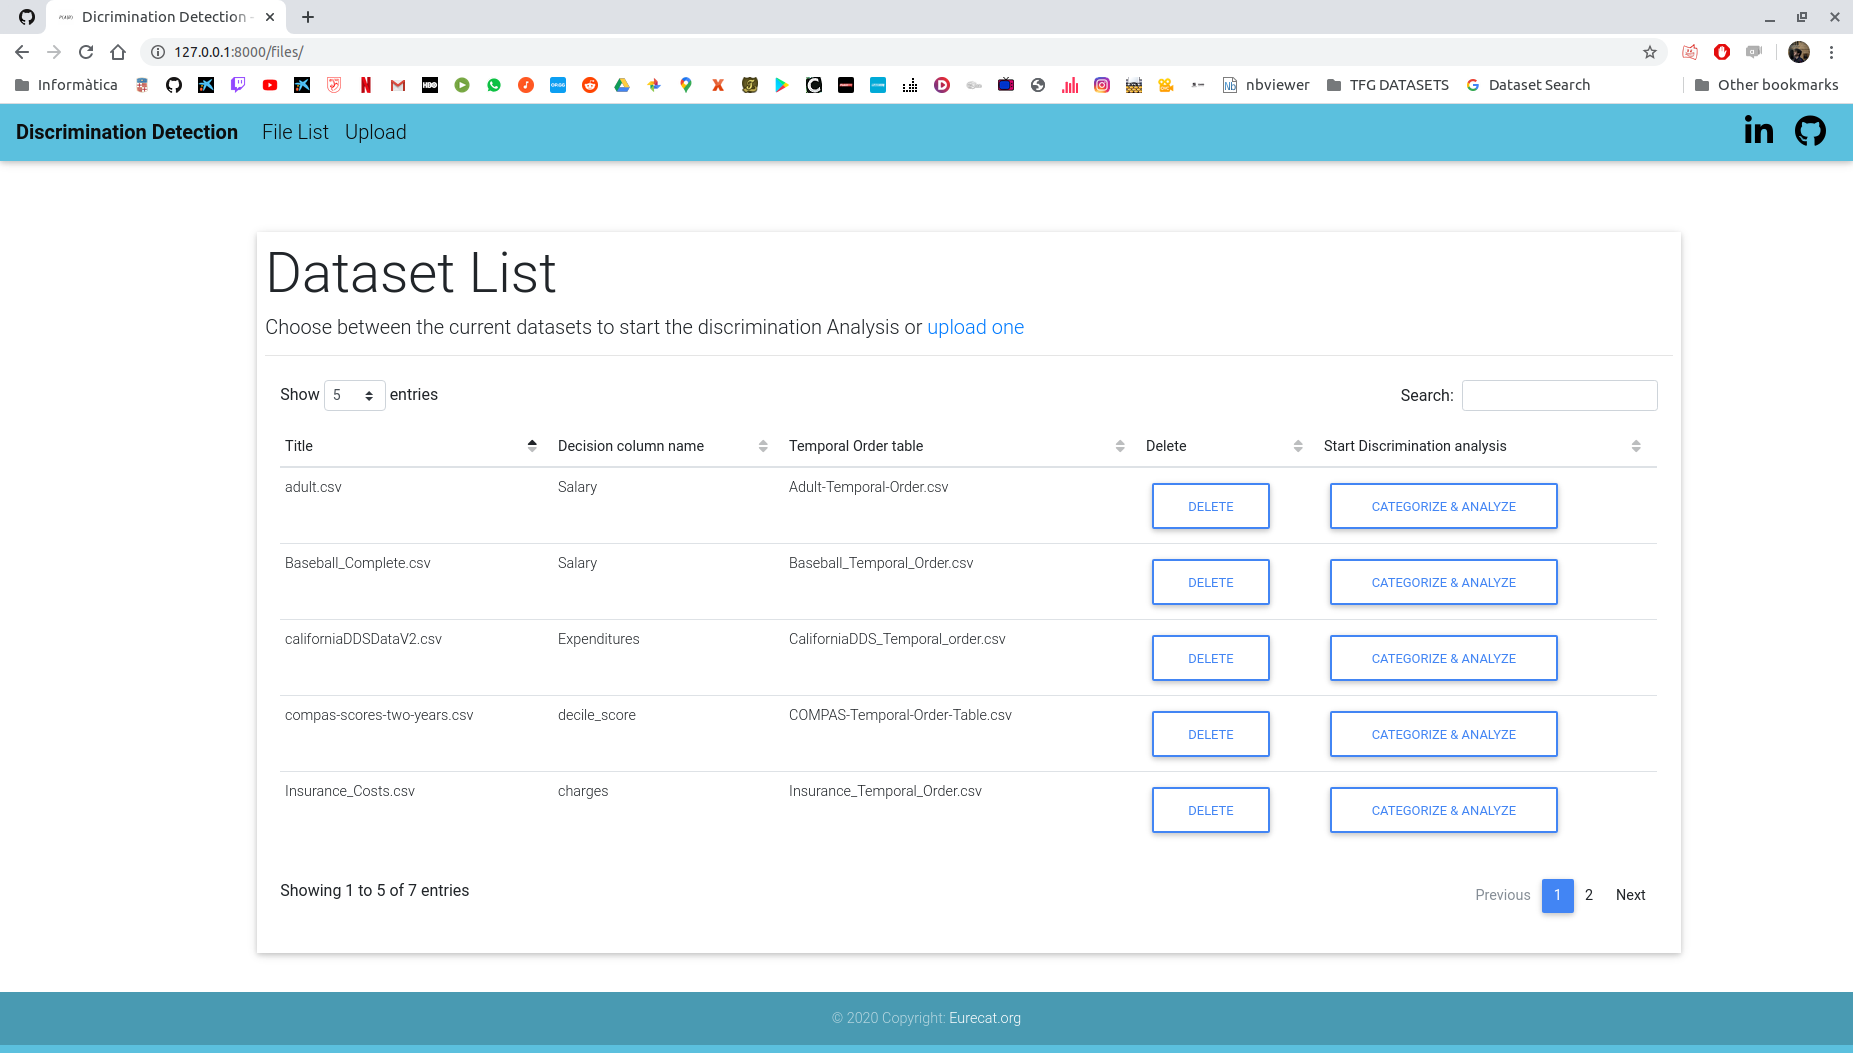 Dicrimination Detection -
127.0.0.1:8000/files/
Informàtica
nbviewer
TFG DATASETS
Dataset Search
Other bookmarks
Discrimination Detection File List Upload
Dataset List
Choose between the current datasets to start the discrimination Analysis or upload one
Show 5 entries
Search:
Title Decision column name Temporal Order table Delete Start Discrimination analysis
adult.csv Salary Adult-Temporal-Order.csv DELETE CATEGORIZE & ANALYZE
Baseball_Complete.csv Salary Baseball_Temporal_Order.csv DELETE CATEGORIZE & ANALYZE
californiaDDSDataV2.csv Expenditures CaliforniaDDS_Temporal_order.csv DELETE CATEGORIZE & ANALYZE
compas-scores-two-years.csv decile_score COMPAS-Temporal-Order-Table.csv DELETE CATEGORIZE & ANALYZE
Insurance_Costs.csv charges Insurance_Temporal_Order.csv DELETE CATEGORIZE & ANALYZE
Showing 1 to 5 of 7 entries
Previous 1 2 Next
© 2020 Copyright: Eurecat.org